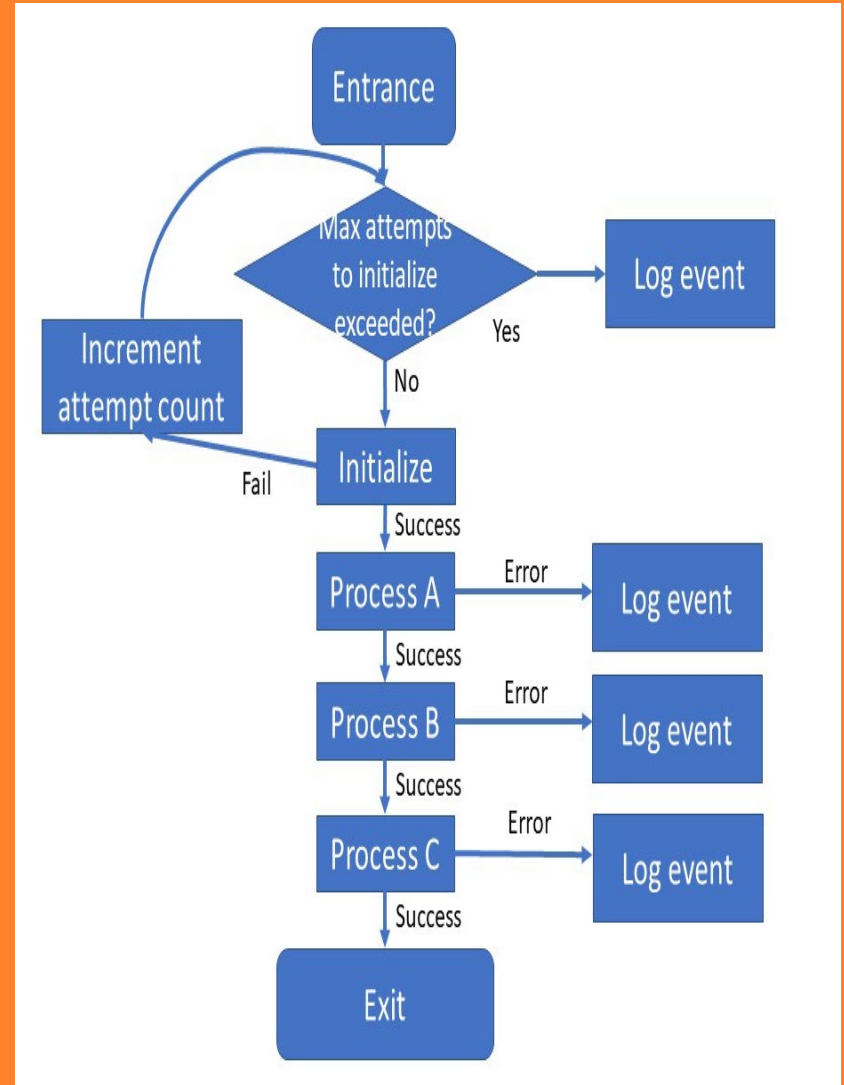 Entrance
Max attempts
to initialize
exceeded?
Yes
Log event
Increment
attempt count
No
Initialize
Fail
Success
Process A
Error
Log event
Success
Process B
Error
Log event
Success
Process C
Error
Log event
Success
Exit